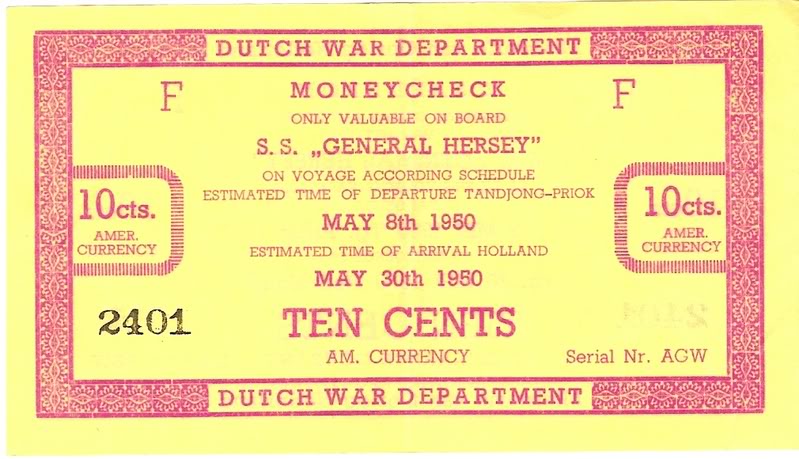 DUTCH WAR DEPARTMENT
F MONEYCHECK F
ONLY VALUABLE ON BOARD
S. S. „GENERAL HERSEY”
ON VOYAGE ACCORDING SCHEDULE
ESTIMATED TIME OF DEPARTURE TANDJONG-PRIOK
10cts.
AMER.
CURRENCY
MAY 8th 1950
10cts.
AMER.
CURRENCY
ESTIMATED TIME OF ARRIVAL HOLLAND
MAY 30th 1950
2401
TEN CENTS
AM. CURRENCY
Serial Nr. AGW
DUTCH WAR DEPARTMENT